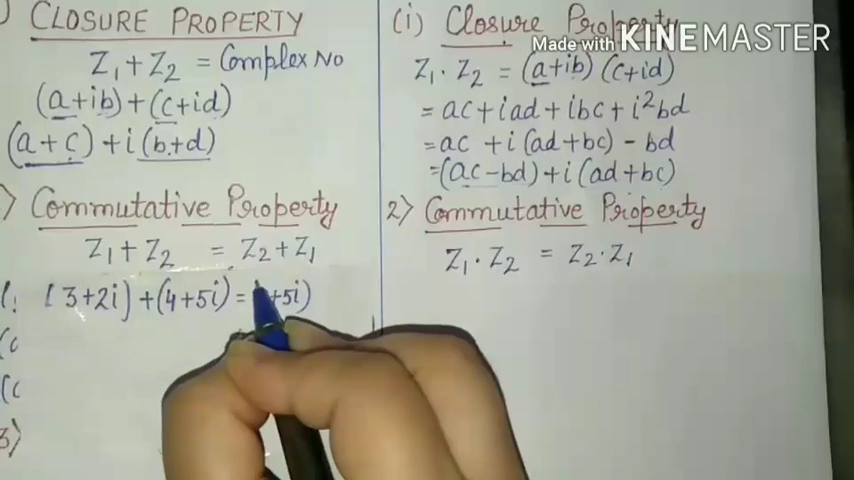 ) CLOSURE PROPERTY
Z₁ + Z₂ = Complex No
(a+ib) + (c+id)
(a+c) + i(b+d)
) Commutative Property
Z₁ + Z₂ = Z₂ + Z₁
(3+2i) + (4+5i) = +5i)
3)
(i) Closure Property
Made with KINEMASTER
Z₁ · Z₂ = (a+ib) (c+id)
= ac + iad + ibc + i²bd
= ac + i(ad+bc) - bd
= (ac-bd) + i(ad+bc)
2) Commutative Property
Z₁ · Z₂ = Z₂ · Z₁